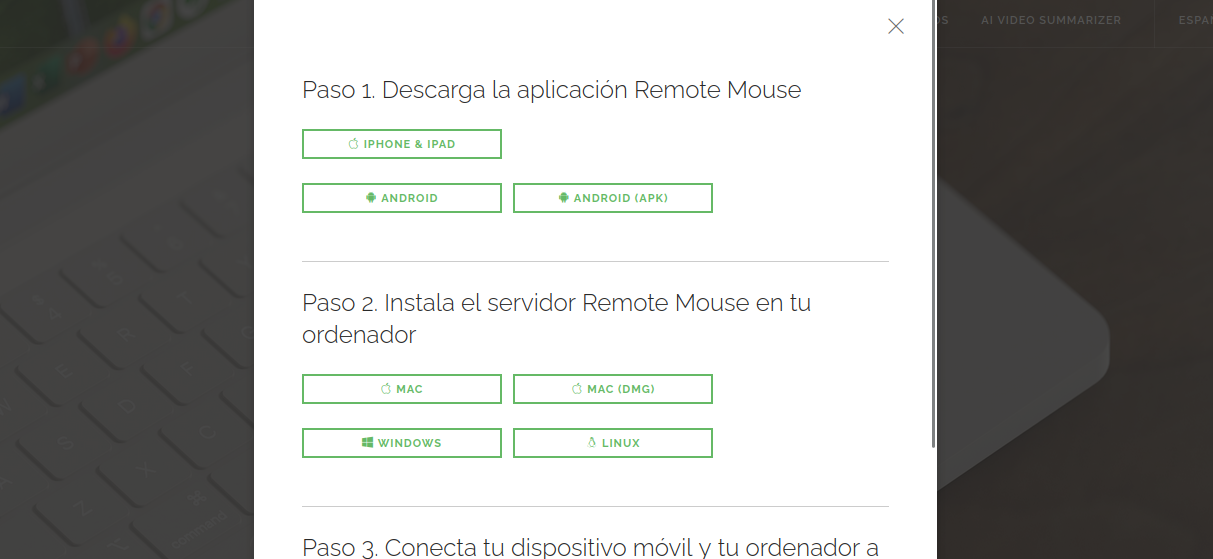 OS AI VIDEO SUMMARIZER ESPA
Paso 1. Descarga la aplicación Remote Mouse
IPHONE & IPAD
ANDROID ANDROID (APK)
Paso 2. Instala el servidor Remote Mouse en tu
ordenador
MAC MAC (DMG)
WINDOWS LINUX
Paso 3. Conecta tu dispositivo móvil y tu ordenador a
command